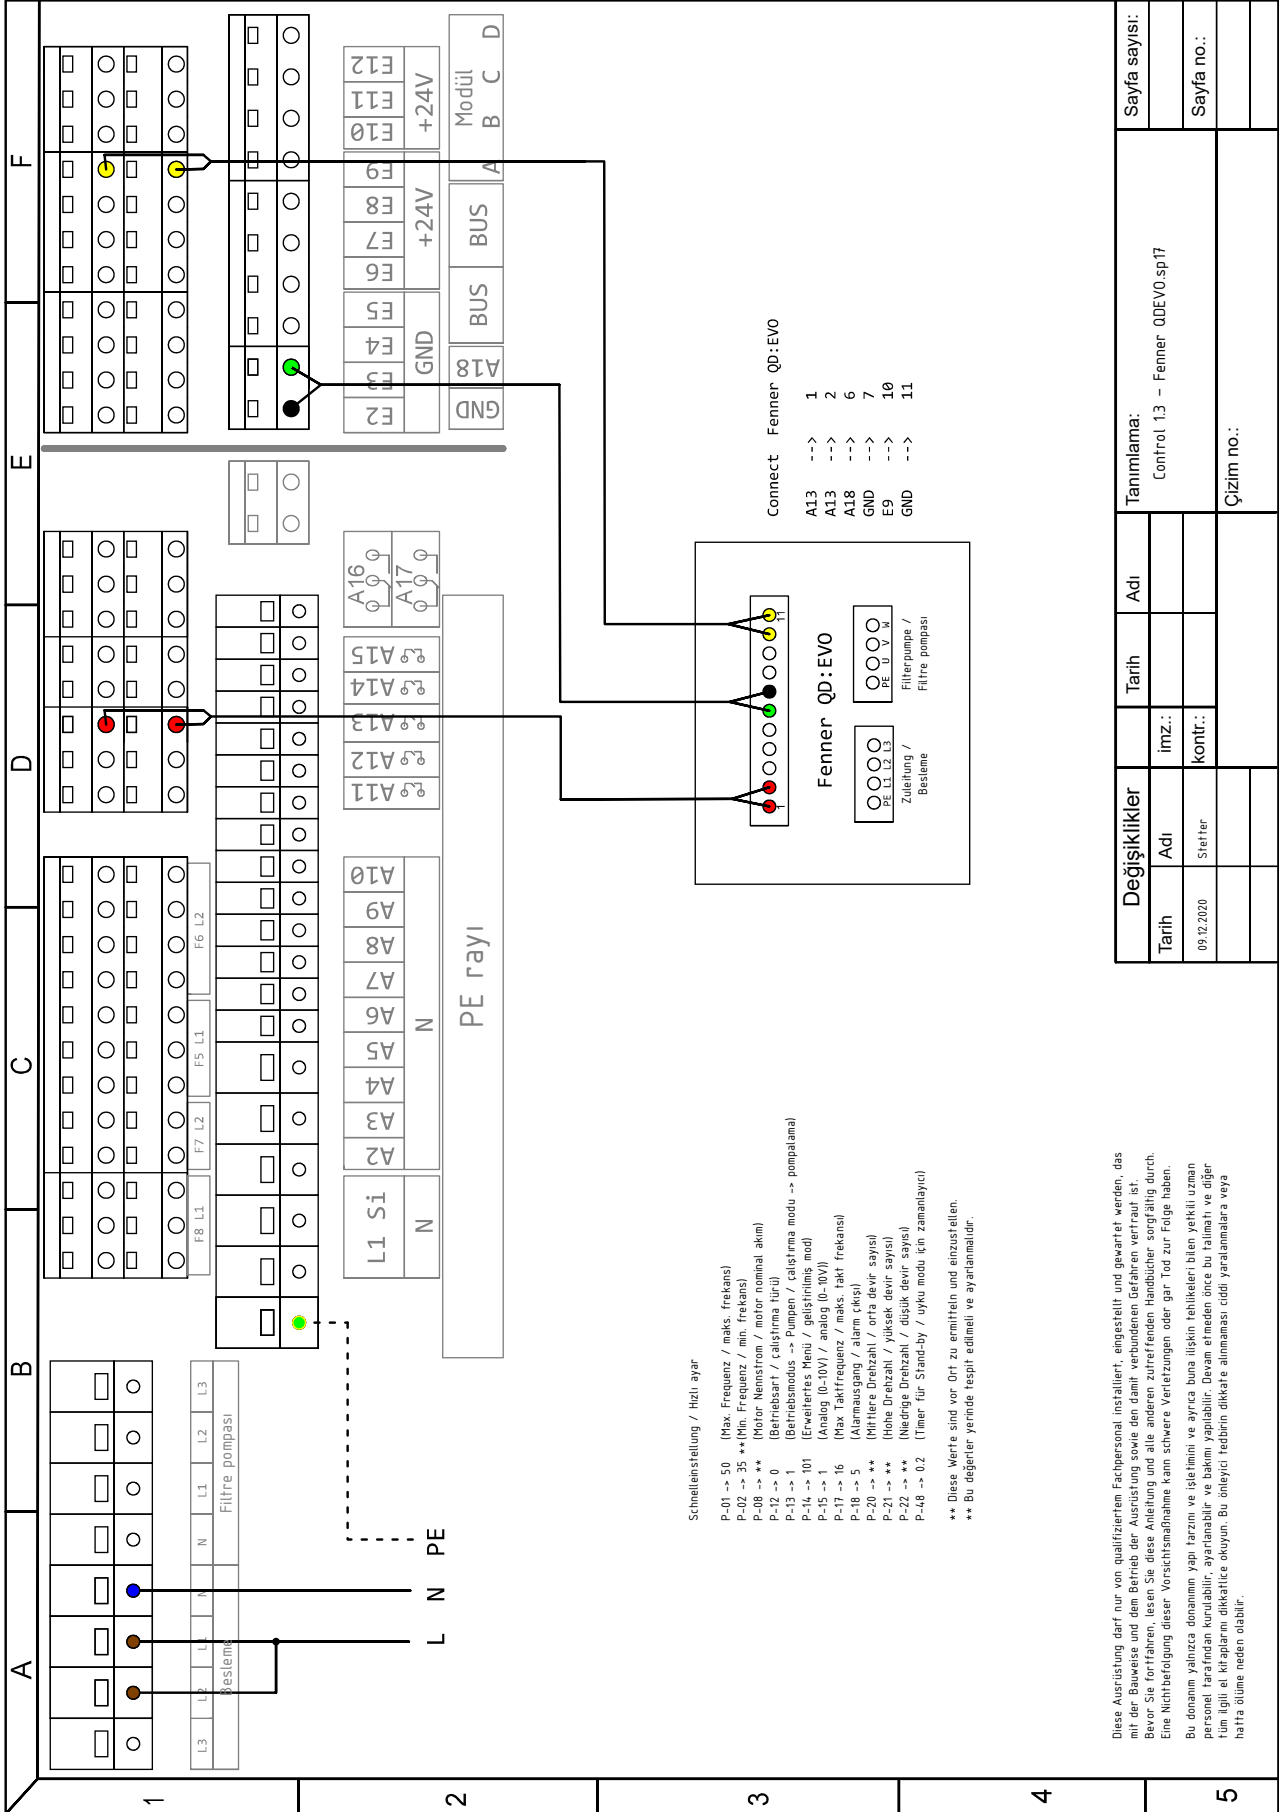 A
B
C
D
E
F
1
2
3
4
5
L3
L2
L1
N
N
L1
L2
L3
Besleme
Filtre pompası
L
N
PE
F8 L1
F7 L2
F5 L1
F6 L2
L1 Si
N
A2
A3
A4
A5
A6
A7
A8
A9
A10
N
PE rayı
A11
A12
A13
A14
A15
A16
A17
E2
E3
E4
E5
E6
E7
E8
E9
E10
E11
E12
GND
+24V
+24V
GND
A18
BUS
BUS
Modül
A B C D
1
11
Fenner QD:EVO
PE L1 L2 L3
Zuleitung /
Besleme
PE U V W
Filterpumpe /
Filtre pompası
Connect Fenner QD:EVO
A13 --> 1
A13 --> 2
A18 --> 6
GND --> 7
E9 --> 10
GND --> 11
Schnelleinstellung / Hızlı ayar
P-01 -> 50 (Max. Frekans / maks. frekans)
P-02 -> 35 **(Min. Frequenz / min. frekans)
P-08 -> ** (Motor Nennstrom / motor nominal akım)
P-12 -> 0 (Betriebsart / çalıştırma türü)
P-13 -> 1 (Betriebsmodus -> Pumpen / çalıştırma modu -> pompalama)
P-14 -> 101 (Erweitertes Menü / geliştirilmiş mod)
P-15 -> 1 (Analog (0-10V) / analog (0-10V))
P-17 -> 16 (Max Taktfrequenz / maks. takt frekansı)
P-18 -> 5 (Alarmausgang / alarm çıkışı)
P-20 -> ** (Mittlere Drehzahl / orta devir sayısı)
P-21 -> ** (Hohe Drehzahl / yüksek devir sayısı)
P-22 -> ** (Niedrige Drehzahl / düşük devir sayısı)
P-48 -> 0.2 (Timer für Stand-by / uyku modu için zamanlayıcı)
** Diese Werte sind vor Ort zu ermitteln und einzustellen.
** Bu değerler yerinde tespit edilmeli ve ayarlanmalıdır.
Diese Ausrüstung darf nur von qualifiziertem Fachpersonal installiert, eingestellt und gewartet werden, das
mit der Bauweise und dem Betrieb der Ausrüstung sowie den damit verbundenen Gefahren vertraut ist.
Bevor Sie fortfahren, lesen Sie diese Anleitung und alle anderen zutreffenden Handbücher sorgfältig durch.
Eine Nichtbefolgung dieser Vorsichtsmaßnahme kann schwere Verletzungen oder gar Tod zur Folge haben.
Bu donanım yalnızca donanımın yapı tarzını ve işletimini ve ayrıca buna ilişkin tehlikeleri bilen yetkili uzman
personel tarafından kurulabilir, ayarlanabilir ve bakımı yapılabilir. Devam etmeden önce bu talimatı ve diğer
tüm ilgili el kitaplarını dikkatlice okuyun. Bu önleyici tedbirin dikkate alınmaması ciddi yaralanmalara veya
hatta ölüme neden olabilir.
Değişiklikler
Tarih
Adı
09.12.2020
Stetter
Tarih
Adı
imz.:
kontr.:
Tanımlama:
Control 1.3 - Fenner QDEVO.sp17
Çizim no.:
Sayfa sayısı:
Sayfa no.: